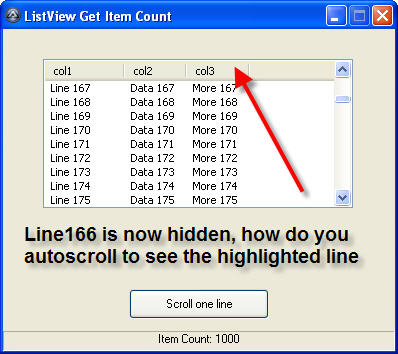 ListView Get Item Count
col1 col2 col3
Line 167 Data 167 More 167
Line 168 Data 168 More 168
Line 169 Data 169 More 169
Line 170 Data 170 More 170
Line 171 Data 171 More 171
Line 172 Data 172 More 172
Line 173 Data 173 More 173
Line 174 Data 174 More 174
Line 175 Data 175 More 175
Line166 is now hidden, how do you
autoscroll to see the highlighted line
Scroll one line
Item Count: 1000